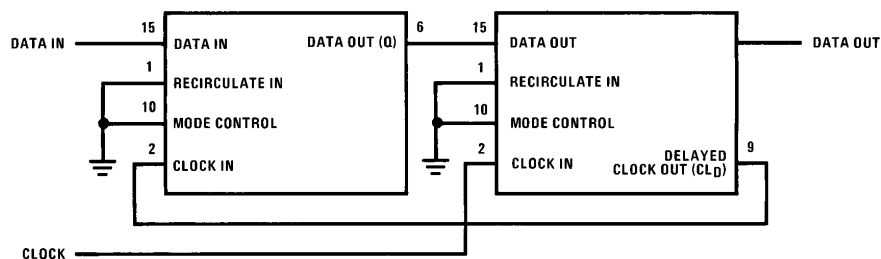 15 6 15
DATA IN DATA IN DATA OUT (Q) DATA OUT DATA OUT
1 1
RECIRCULATE IN RECIRCULATE IN
10 10
MODE CONTROL MODE CONTROL
2 2 DELAYED 9
CLOCK IN CLOCK IN CLOCK OUT (CLD)
CLOCK